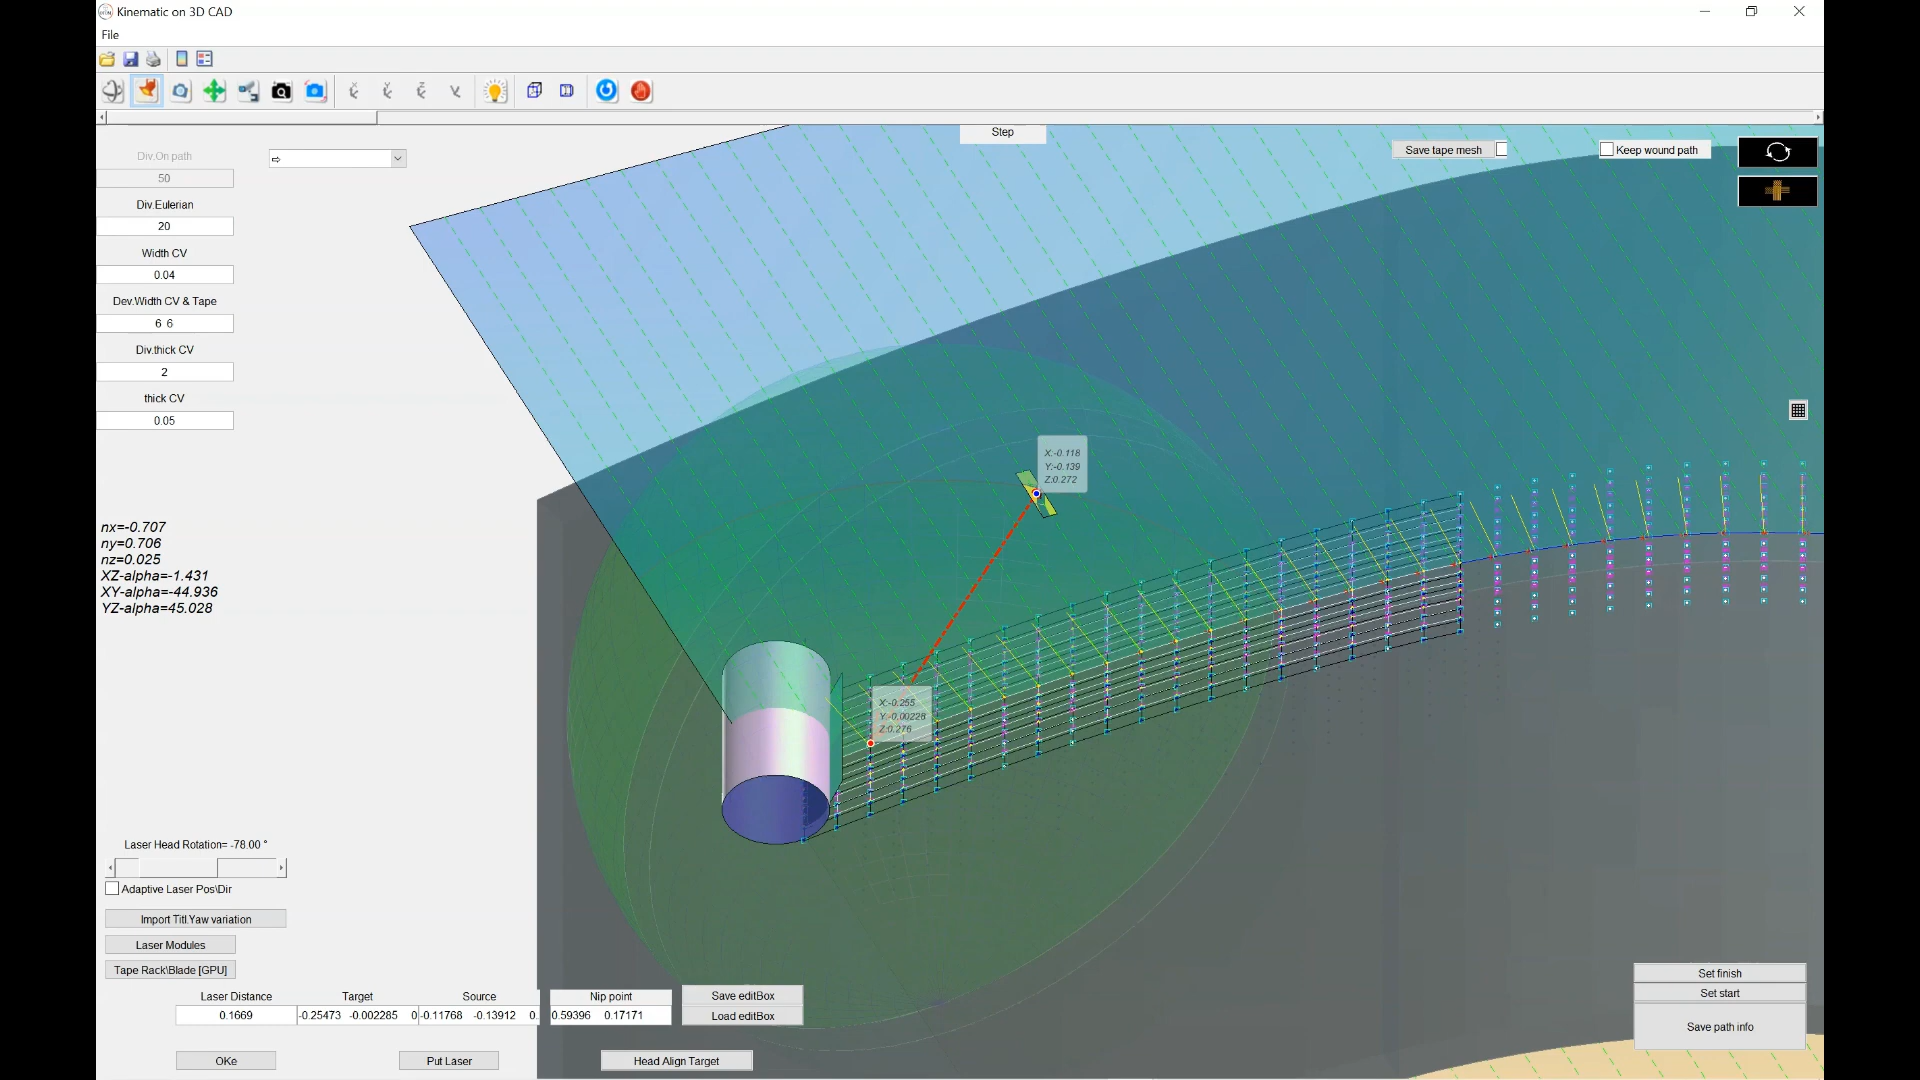 Kinematic on 3D CAD
File
Step
Div.On path
50
Div.Eulerian
20
Width CV
0.04
Dev.Width CV & Tape
6 6
Div.thick CV
2
thick CV
0.05
Save tape mesh
Keep wound path
X:-0.118
Y:-0.139
Z:0.272
nx=-0.707
ny=0.706
nz=0.025
XZ-alpha=-1.431
XY-alpha=-44.936
YZ-alpha=45.028
X:-0.255
Y:-0.00228
Z:0.276
Laser Head Rotation= -78.00 °
Adaptive Laser Pos\Dir
Import Titl.Yaw variation
Laser Modules
Tape Rack\Blade [GPU]
Laser Distance Target Source Nip point
0.1669 -0.25473 -0.002285 0 -0.11768 -0.13912 0. 0.59396 0.17171
Save editBox
Load editBox
OKe Put Laser Head Align Target
Set finish
Set start
Save path info